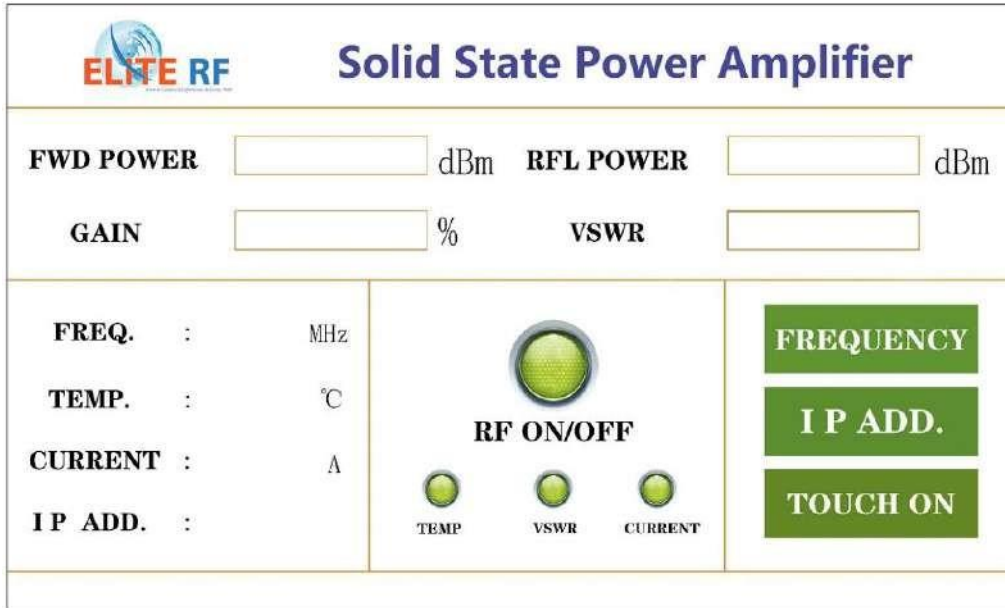 ELITE RF
Solid State Power Amplifier
FWD POWER dBm RFL POWER dBm
GAIN % VSWR
FREQ. : MHz
TEMP. : ℃
CURRENT : A
I P ADD. :
RF ON/OFF
TEMP VSWR CURRENT
FREQUENCY
I P ADD.
TOUCH ON